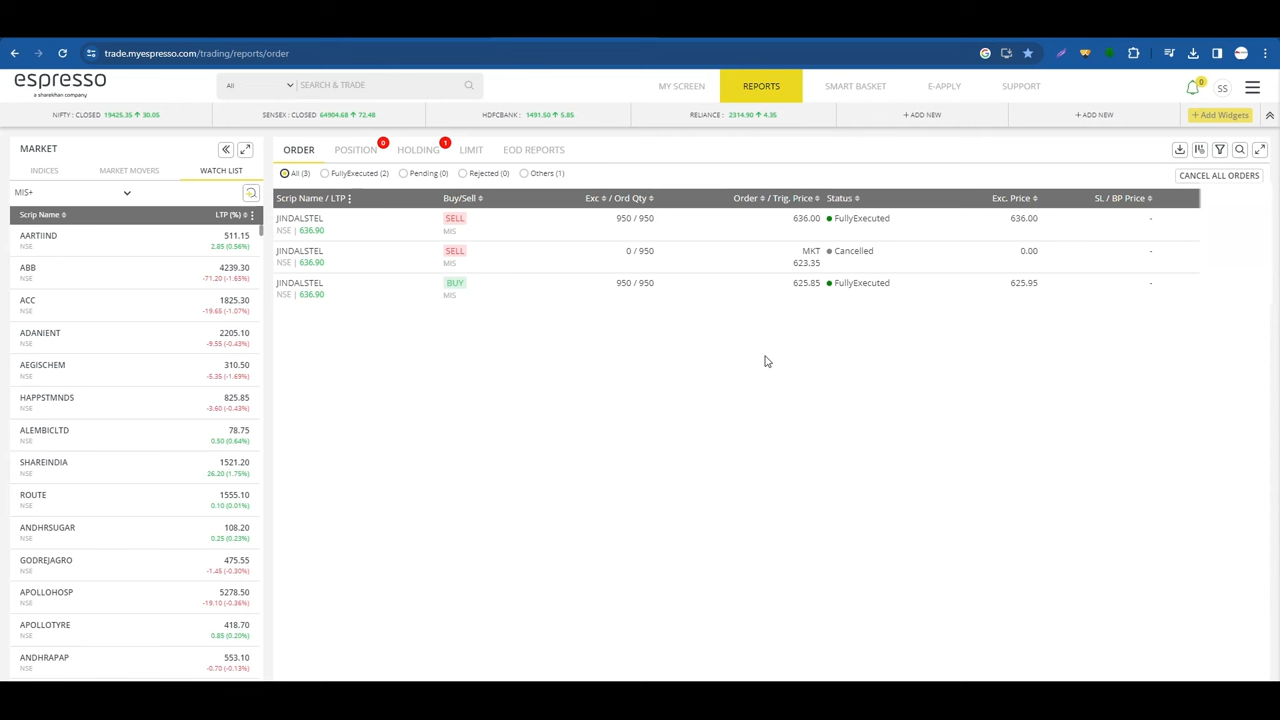 trade.myespresso.com/trading/reports/order
espresso
a sharekhan company
All
SEARCH & TRADE
MY SCREEN
REPORTS
SMART BASKET
E-APPLY
SUPPORT
0
SS
NIFTY : CLOSED 19425.35 ↑ 30.05
SENSEX : CLOSED 64904.68 ↑ 72.48
HDFCBANK : 1491.50 ↑ 5.85
RELIANCE : 2314.90 ↑ 4.35
+ ADD NEW
+ ADD NEW
+ Add Widgets
MARKET
INDICES
MARKET MOVERS
WATCH LIST
MIS+
Scrip Name
LTP (%)
AARTIIND 511.15
NSE 2.85 (0.56%)
ABB 4239.30
NSE -71.20 (-1.65%)
ACC 1825.30
NSE -19.65 (-1.07%)
ADANIENT 2205.10
NSE -9.55 (-0.43%)
AEGISCHEM 310.50
NSE -5.35 (-1.69%)
HAPPSTMNDS 825.85
NSE -3.60 (-0.43%)
ALEMBICLTD 78.75
NSE 0.50 (0.64%)
SHAREINDIA 1521.20
NSE 26.20 (1.75%)
ROUTE 1555.10
NSE 0.10 (0.01%)
ANDHRSUGAR 108.20
NSE 0.25 (0.23%)
GODREJAGRO 475.55
NSE -1.45 (-0.30%)
APOLLOHOSP 5278.50
NSE -19.10 (-0.36%)
APOLLOTYRE 418.70
NSE 0.85 (0.20%)
ANDHRAPAP 553.10
NSE -0.70 (-0.13%)
ORDER
POSITION 0
HOLDING 1
LIMIT
EOD REPORTS
All (3)
FullyExecuted (2)
Pending (0)
Rejected (0)
Others (1)
CANCEL ALL ORDERS
Scrip Name / LTP Buy/Sell Exc / Ord Qty Order / Trig. Price Status Exc. Price SL / BP Price
JINDALSTEL SELL 950 / 950 636.00 FullyExecuted 636.00 -
NSE | 636.90 MIS
JINDALSTEL SELL 0 / 950 MKT Cancelled 0.00 -
NSE | 636.90 MIS 623.35
JINDALSTEL BUY 950 / 950 625.85 FullyExecuted 625.95 -
NSE | 636.90 MIS